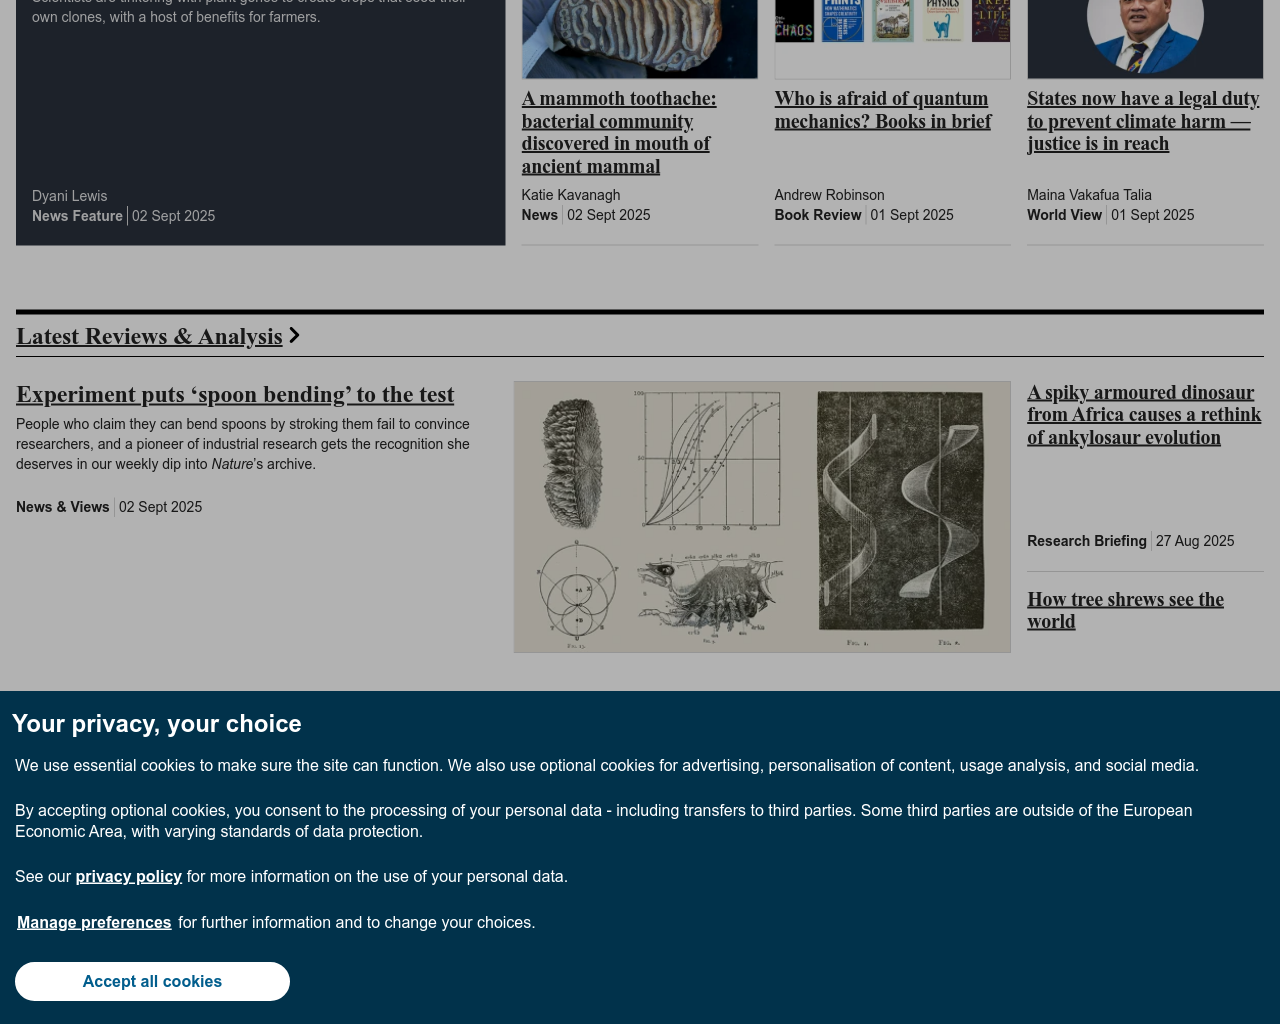 own clones, with a host of benefits for farmers.
Dyani Lewis
News Feature 02 Sept 2025
CHAOS
PHYSICS
LIFE
A mammoth toothache:
bacterial community
discovered in mouth of
ancient mammal
Katie Kavanagh
News 02 Sept 2025
Who is afraid of quantum
mechanics? Books in brief
Andrew Robinson
Book Review 01 Sept 2025
States now have a legal duty
to prevent climate harm —
justice is in reach
Maina Vakafua Talia
World View 01 Sept 2025
Latest Reviews & Analysis
Experiment puts ‘spoon bending’ to the test
People who claim they can bend spoons by stroking them fail to convince
researchers, and a pioneer of industrial research gets the recognition she
deserves in our weekly dip into Nature’s archive.
News & Views 02 Sept 2025
A spiky armoured dinosaur
from Africa causes a rethink
of ankylosaur evolution
Research Briefing 27 Aug 2025
How tree shrews see the
world
Your privacy, your choice
We use essential cookies to make sure the site can function. We also use optional cookies for advertising, personalisation of content, usage analysis, and social media.
By accepting optional cookies, you consent to the processing of your personal data - including transfers to third parties. Some third parties are outside of the European
Economic Area, with varying standards of data protection.
See our privacy policy for more information on the use of your personal data.
Manage preferences for further information and to change your choices.
Accept all cookies